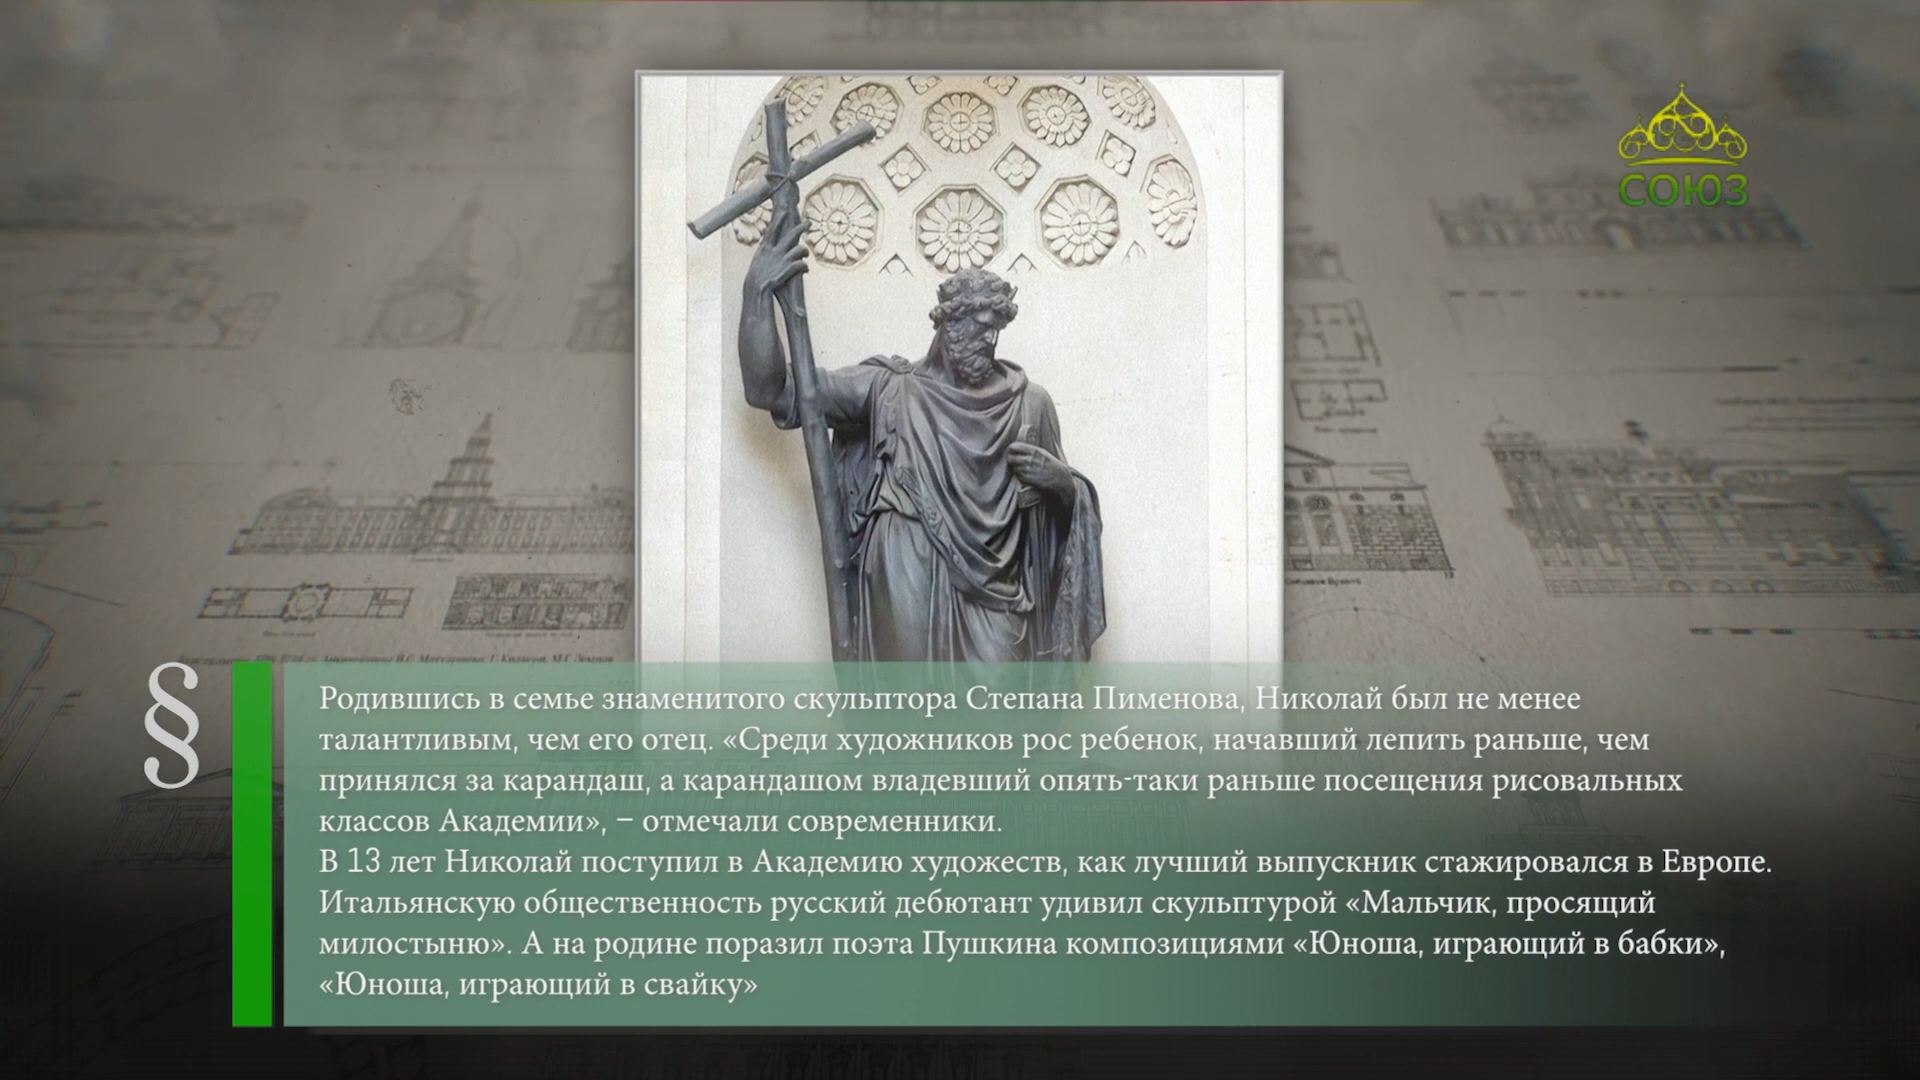 СОЮЗ
§
Родившись в семье знаменитого скульптора Степана Пименова, Николай был не менее
талантливым, чем его отец. «Среди художников рос ребенок, начавший лепить раньше, чем
принялся за карандаш, а карандашом владевший опять-таки раньше посещения рисовальных
классов Академии», – отмечали современники.
В 13 лет Николай поступил в Академию художеств, как лучший выпускник стажировался в Европе.
Итальянскую общественность русский дебютант удивил скульптурой «Мальчик, просящий
милостыню». А на родине поразил поэта Пушкина композициями «Юноша, играющий в бабки»,
«Юноша, играющий в свайку»